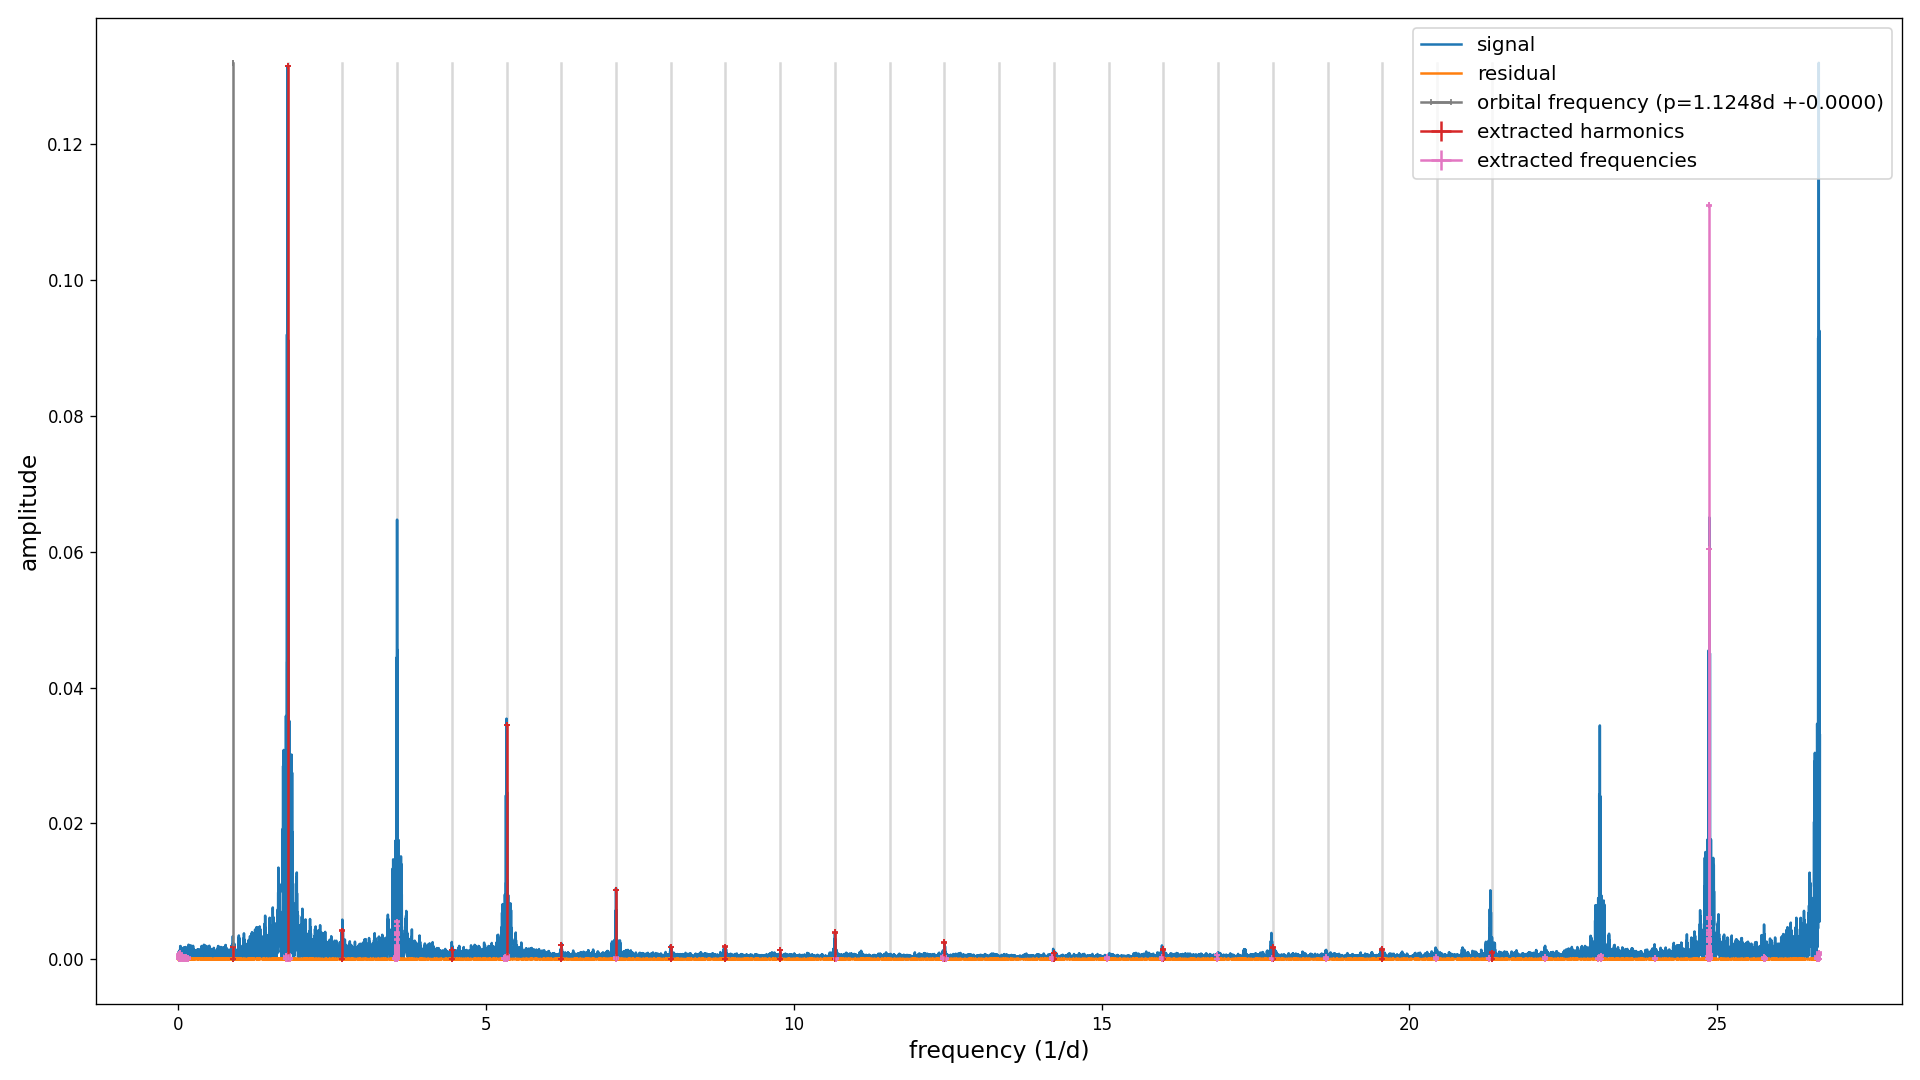 signal
residual
orbital frequency (p=1.1248d +-0.0000)
extracted harmonics
extracted frequencies
0.12
0.10
0.08
0.06
0.04
0.02
0.00
amplitude
0 5 10 15 20 25
frequency (1/d)